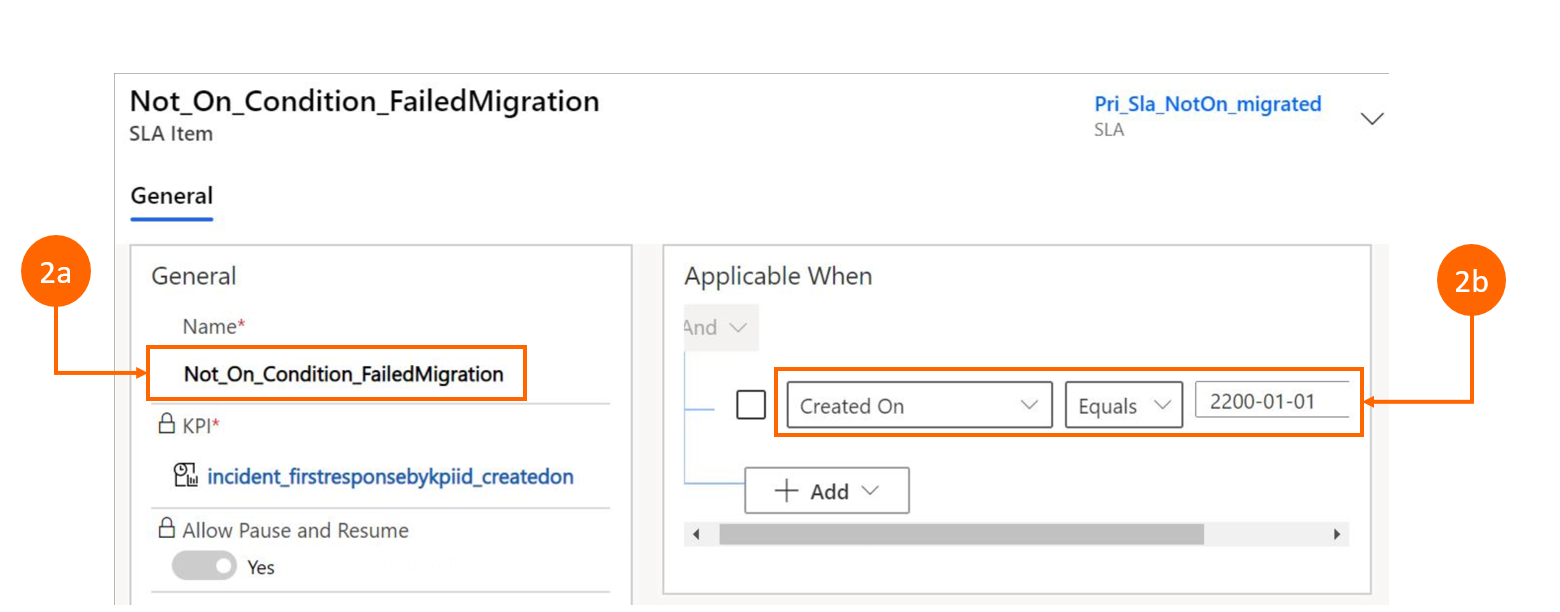 Not_On_Condition_FailedMigration
SLA Item
Pri_Sla_NotOn_migrated
SLA
General
2a
General
Name*
Not_On_Condition_FailedMigration
KPI*
incident_firstresponsebykpiid_createdon
Allow Pause and Resume
Yes
Applicable When
And
Created On Equals 2200-01-01
Add
2b